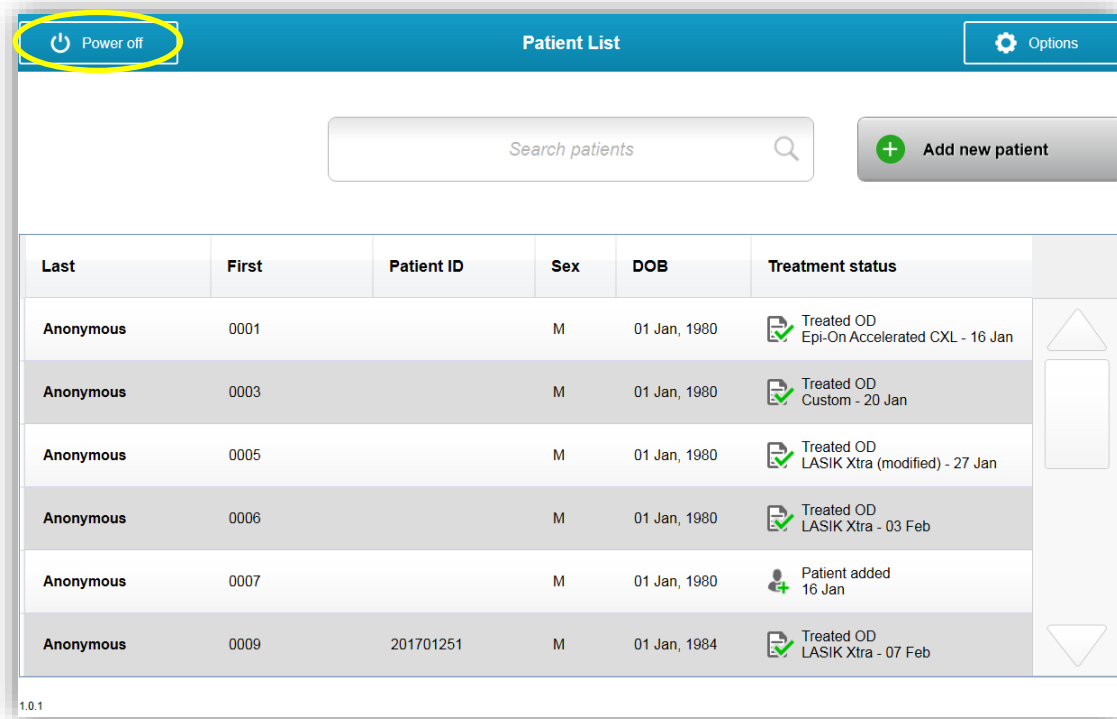 Power off
Patient List
Options
Search patients
Add new patient
Last First Patient ID Sex DOB Treatment status
Anonymous 0001 M 01 Jan, 1980 Treated OD
Epi-On Accelerated CXL - 16 Jan
Anonymous 0003 M 01 Jan, 1980 Treated OD
Custom - 20 Jan
Anonymous 0005 M 01 Jan, 1980 Treated OD
LASIK Xtra (modified) - 27 Jan
Anonymous 0006 M 01 Jan, 1980 Treated OD
LASIK Xtra - 03 Feb
Anonymous 0007 M 01 Jan, 1980 Patient added
16 Jan
Anonymous 0009 201701251 M 01 Jan, 1984 Treated OD
LASIK Xtra - 07 Feb
1.0.1